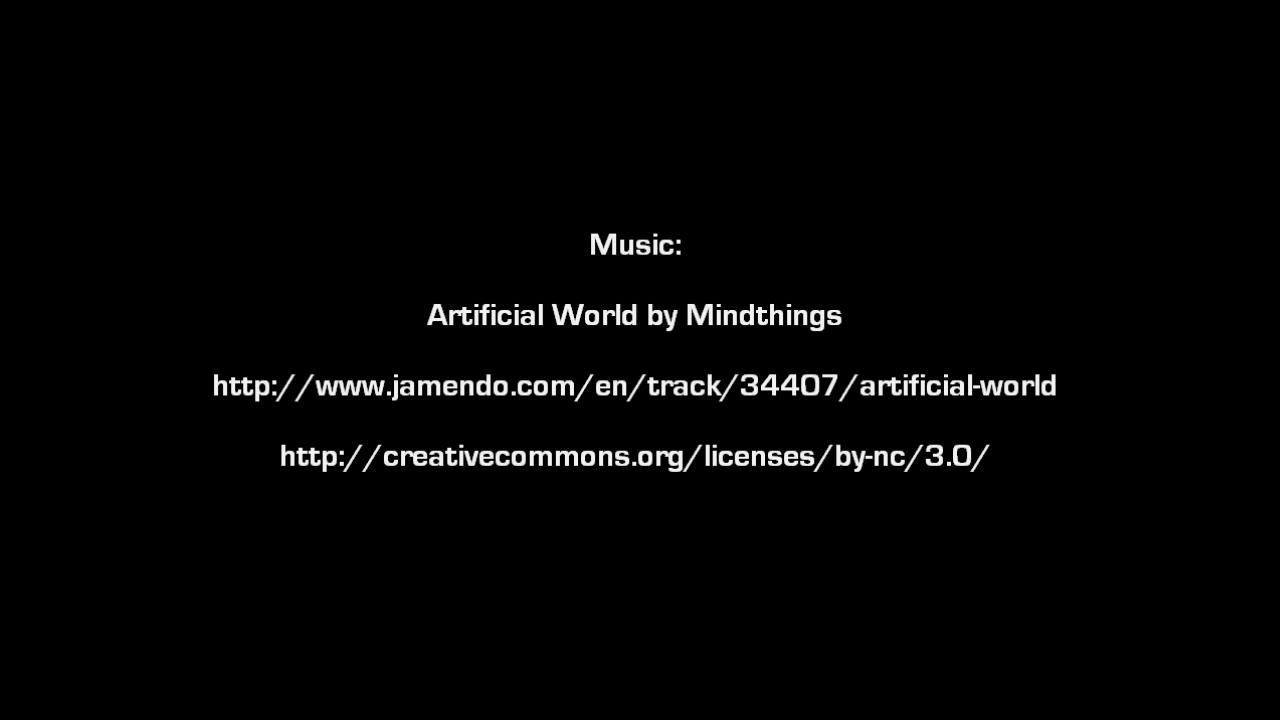 Music:
Artificial World by Mindthings
http://www.jamendo.com/en/track/34407/artificial-world
http://creativecommons.org/licenses/by-nc/3.0/